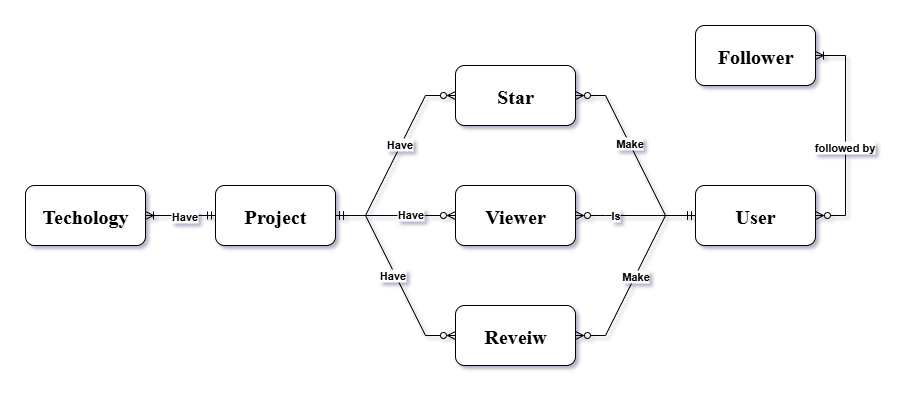 Follower
Star
Have
Make
followed by
Techology
Have
Project
Have
Viewer
Is
User
Have
Make
Reveiw